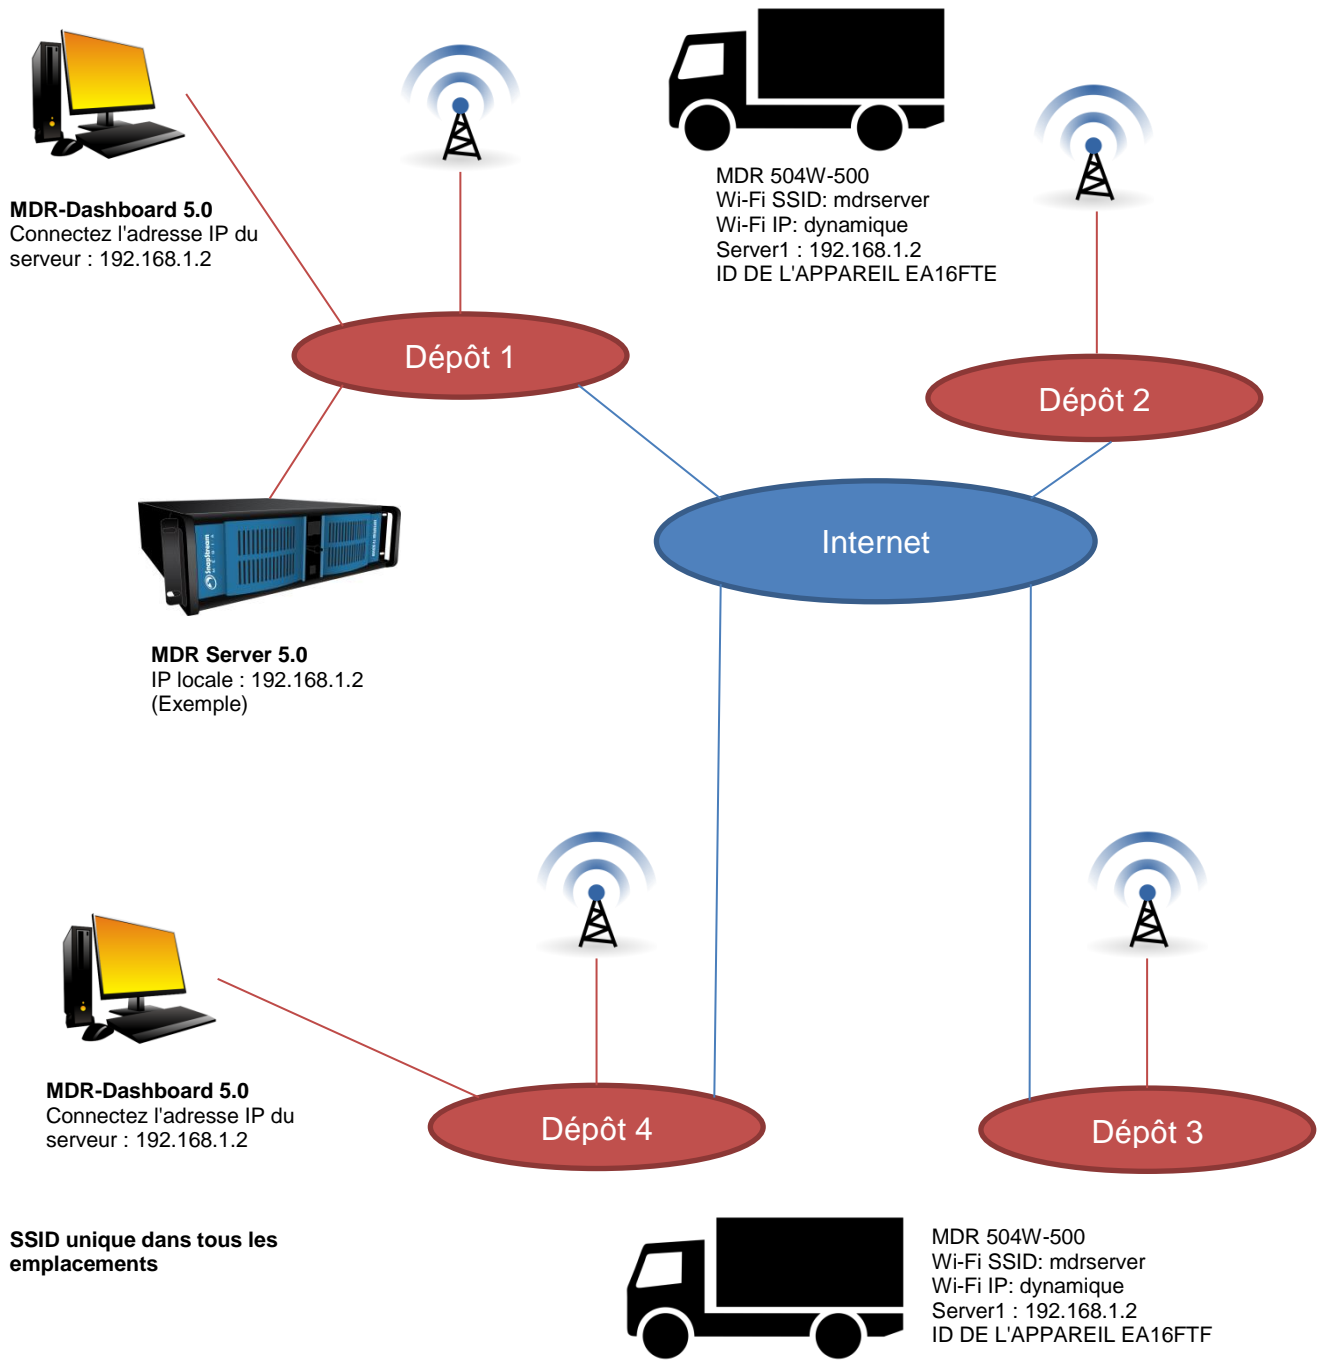 MDR-Dashboard 5.0
Connectez l'adresse IP du
serveur : 192.168.1.2
MDR 504W-500
Wi-Fi SSID: mdrserver
Wi-Fi IP: dynamique
Server1 : 192.168.1.2
ID DE L'APPAREIL EA16FTE
Dépôt 1
Dépôt 2
Internet
SnapStream
MEDIA
MDR Server 5.0
IP locale : 192.168.1.2
(Exemple)
MDR-Dashboard 5.0
Connectez l'adresse IP du
serveur : 192.168.1.2
Dépôt 4
Dépôt 3
SSID unique dans tous les
emplacements
MDR 504W-500
Wi-Fi SSID: mdrserver
Wi-Fi IP: dynamique
Server1 : 192.168.1.2
ID DE L'APPAREIL EA16FTF